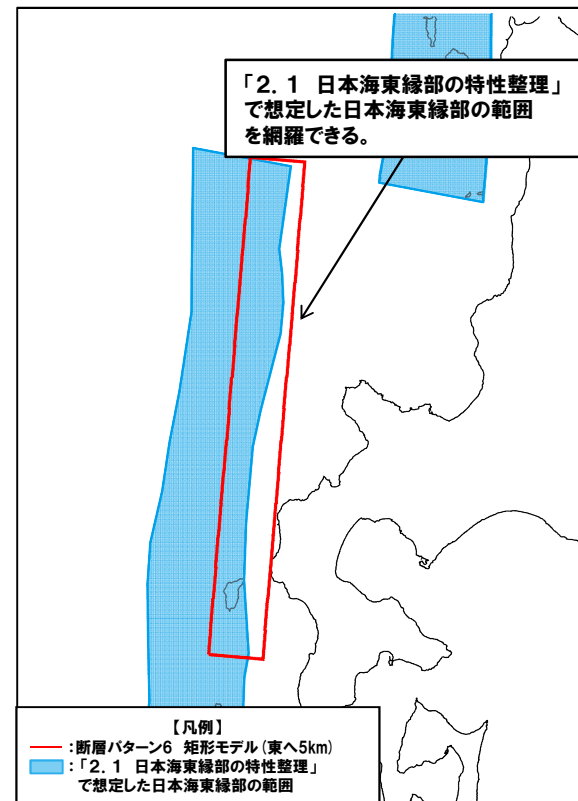 「2．1 日本海東縁部の特性整理」
で想定した日本海東縁部の範囲
を網羅できる。
【凡例】
：断層パターン6 矩形モデル（東へ5km）
：「2．1 日本海東縁部の特性整理」
で想定した日本海東縁部の範囲